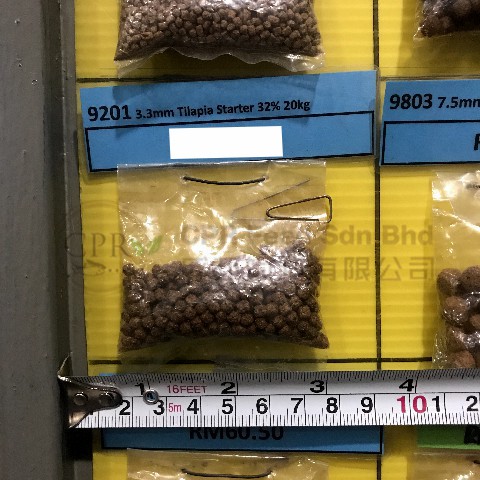 9201 3.3mm Tilapia Starter 32% 20kg
9803 7.5mm
CPR
Sdn Bhd
有限公司
1 16FEET 2 3 4
2 3 5m 4 5 6 7 8 9 10 1 2
RM60.50